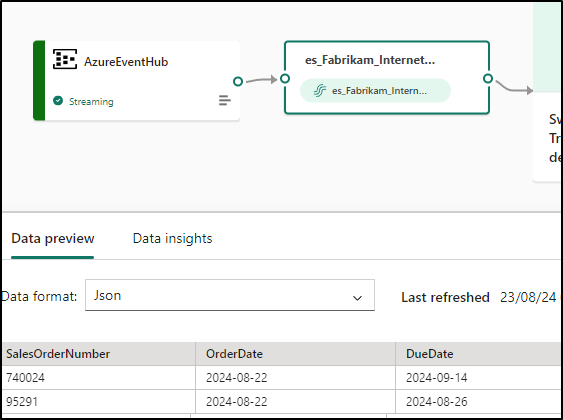 AzureEventHub
Streaming
es_Fabrikam_Internet...
es_Fabrikam_Intern...
Sw
Tr
de
Data preview
Data insights
Data format: Json
Last refreshed 23/08/24
SalesOrderNumber OrderDate DueDate
740024 2024-08-22 2024-09-14
95291 2024-08-22 2024-08-26